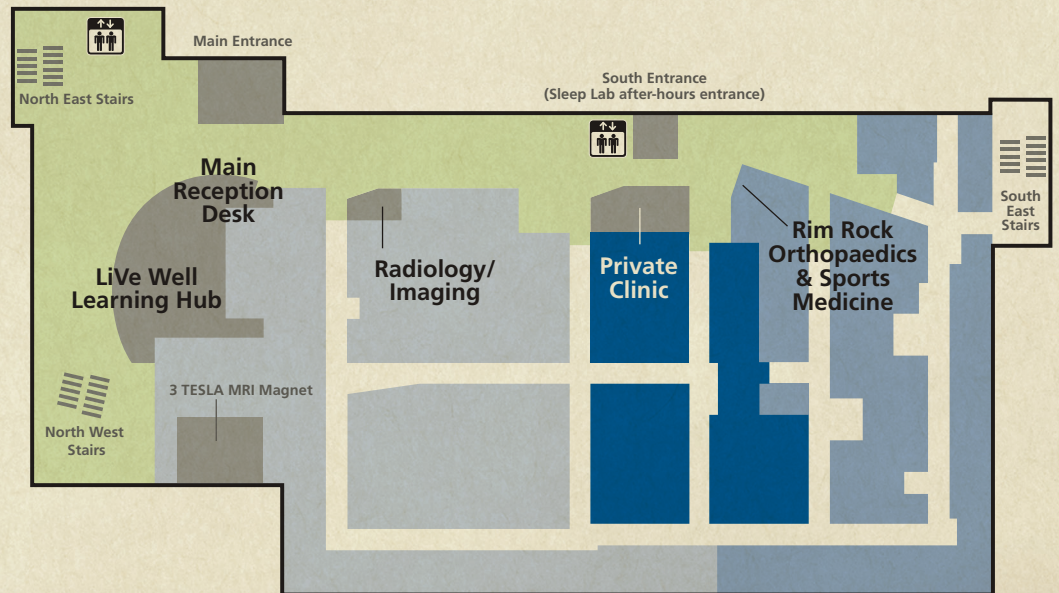 Main Entrance
South Entrance
(Sleep Lab after-hours entrance)
North East Stairs
Main
Reception
Desk
South
East
Stairs
Rim Rock
Orthopaedics
& Sports
Medicine
LiVe Well
Learning Hub
Radiology/
Imaging
Private
Clinic
3 TESLA MRI Magnet
North West
Stairs